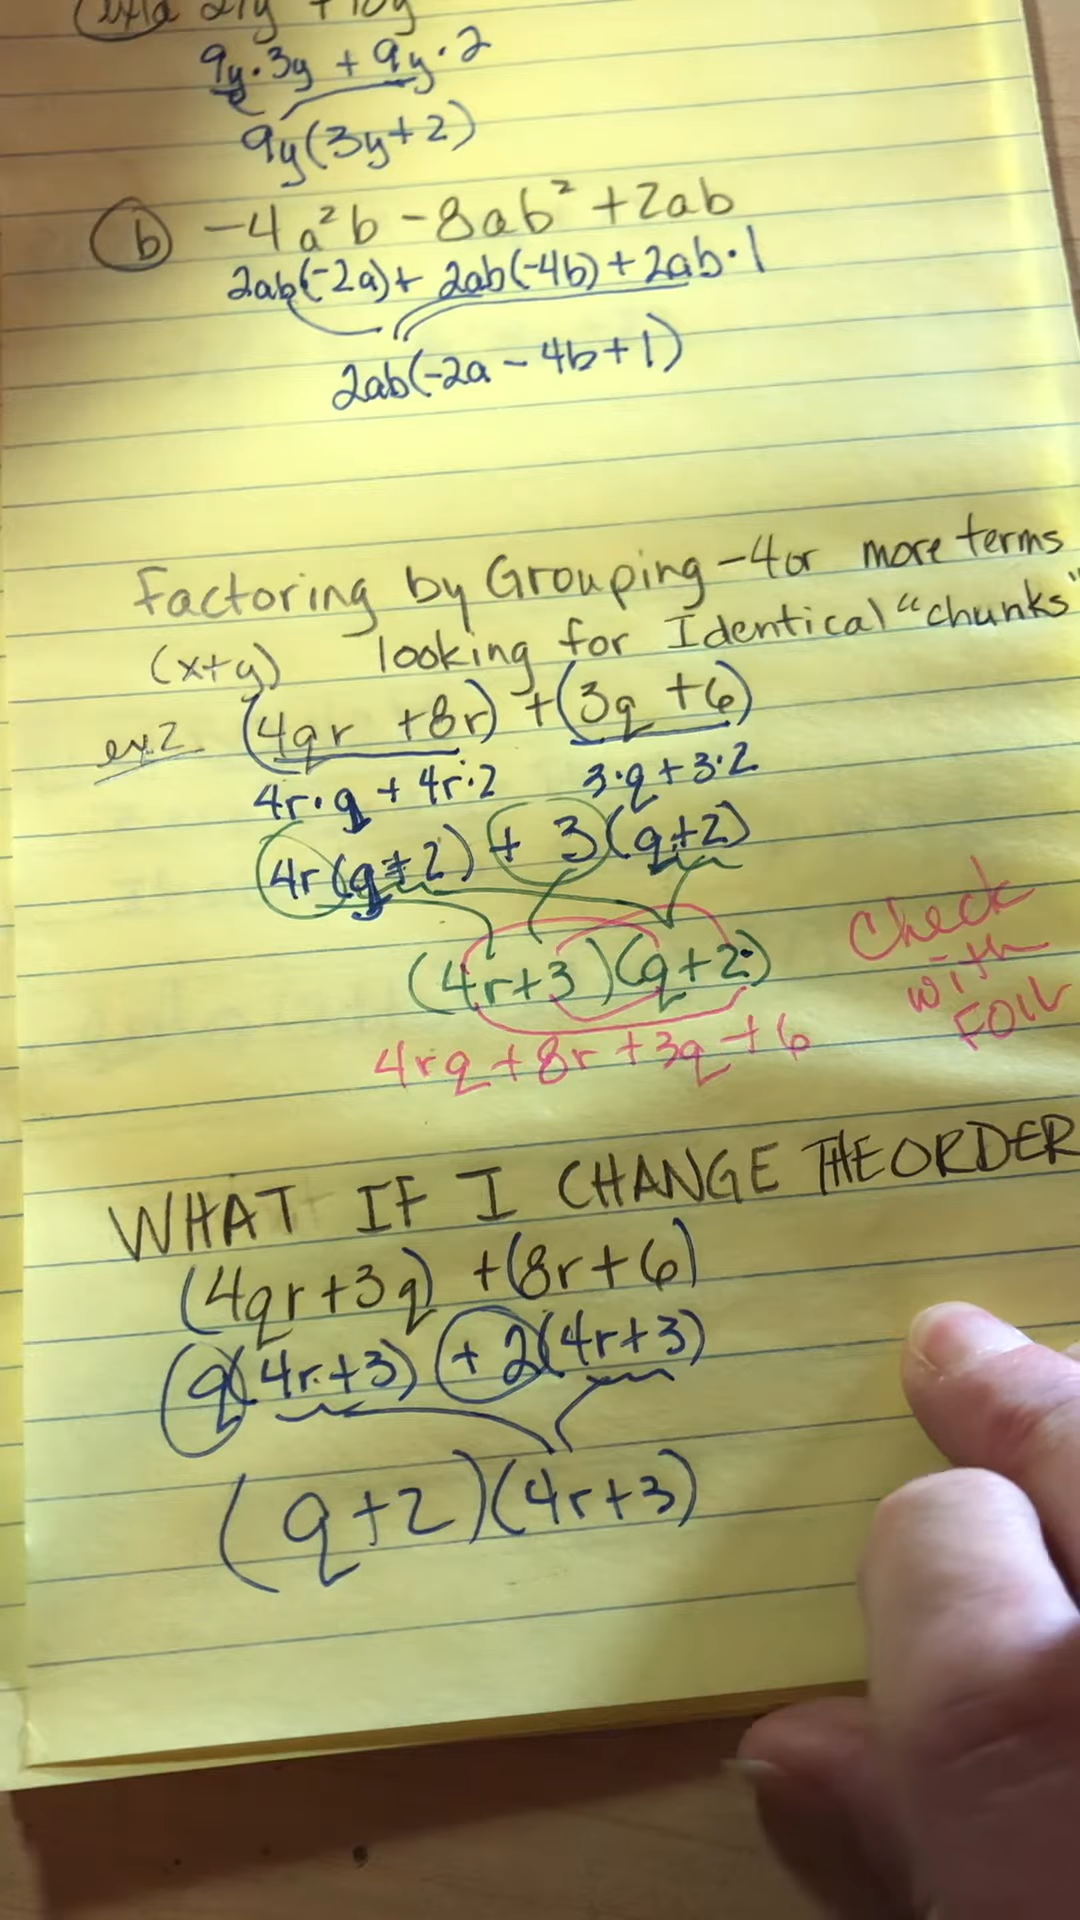 9y·3y + 9y·2
9y(3y+2)
b -4a²b -8ab² +2ab
2ab(-2a)+ 2ab(-4b)+2ab·1
2ab(-2a - 4b+1)
Factoring by Grouping -4 or more terms
(x+y) looking for Identical "chunks"
ex.2 (4qr +8r) +(3q +6)
4r·q + 4r·2 3·q+3·2
4r(q+2) + 3(q+2)
(4r+3)(q+2)
Check
with
FOIL
4rq+8r+3q+6
WHAT IF I CHANGE THE ORDER
(4qr+3q) +(8r+6)
q(4r+3) +2(4r+3)
(q+2)(4r+3)